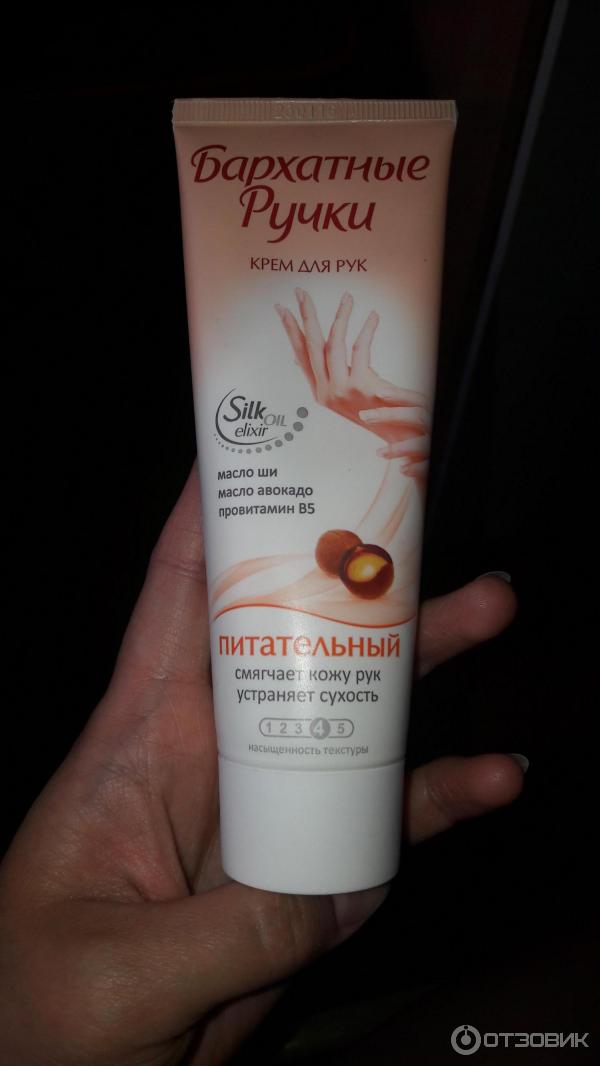 Бархатные
Ручки
КРЕМ ДЛЯ РУК
Silk OIL
elixir
масло ши
масло авокадо
провитамин В5
питательный
смягчает кожу рук
устраняет сухость
1 2 3 4 5
насыщенность текстуры
ОТЗОВИК